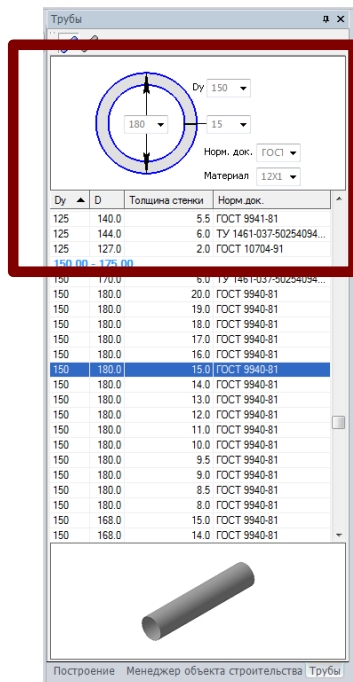 Трубы
Dy 150
180 15
Норм. док. ГОСТ
Материал 12Х1
Dy D Толщина стенки Норм.док.
125 140.0 5.5 ГОСТ 9941-81
125 144.0 6.0 ТУ 1461-037-50254094...
125 127.0 2.0 ГОСТ 10704-91
150.00 - 175.00
150 170.0 6.0 ТУ 1461-037-50254094...
150 180.0 20.0 ГОСТ 9940-81
150 180.0 19.0 ГОСТ 9940-81
150 180.0 18.0 ГОСТ 9940-81
150 180.0 17.0 ГОСТ 9940-81
150 180.0 16.0 ГОСТ 9940-81
150 180.0 15.0 ГОСТ 9940-81
150 180.0 14.0 ГОСТ 9940-81
150 180.0 13.0 ГОСТ 9940-81
150 180.0 12.0 ГОСТ 9940-81
150 180.0 11.0 ГОСТ 9940-81
150 180.0 10.0 ГОСТ 9940-81
150 180.0 9.5 ГОСТ 9940-81
150 180.0 9.0 ГОСТ 9940-81
150 180.0 8.5 ГОСТ 9940-81
150 180.0 8.0 ГОСТ 9940-81
150 168.0 15.0 ГОСТ 9940-81
150 168.0 14.0 ГОСТ 9940-81
Построение Менеджер объекта строительства Трубы